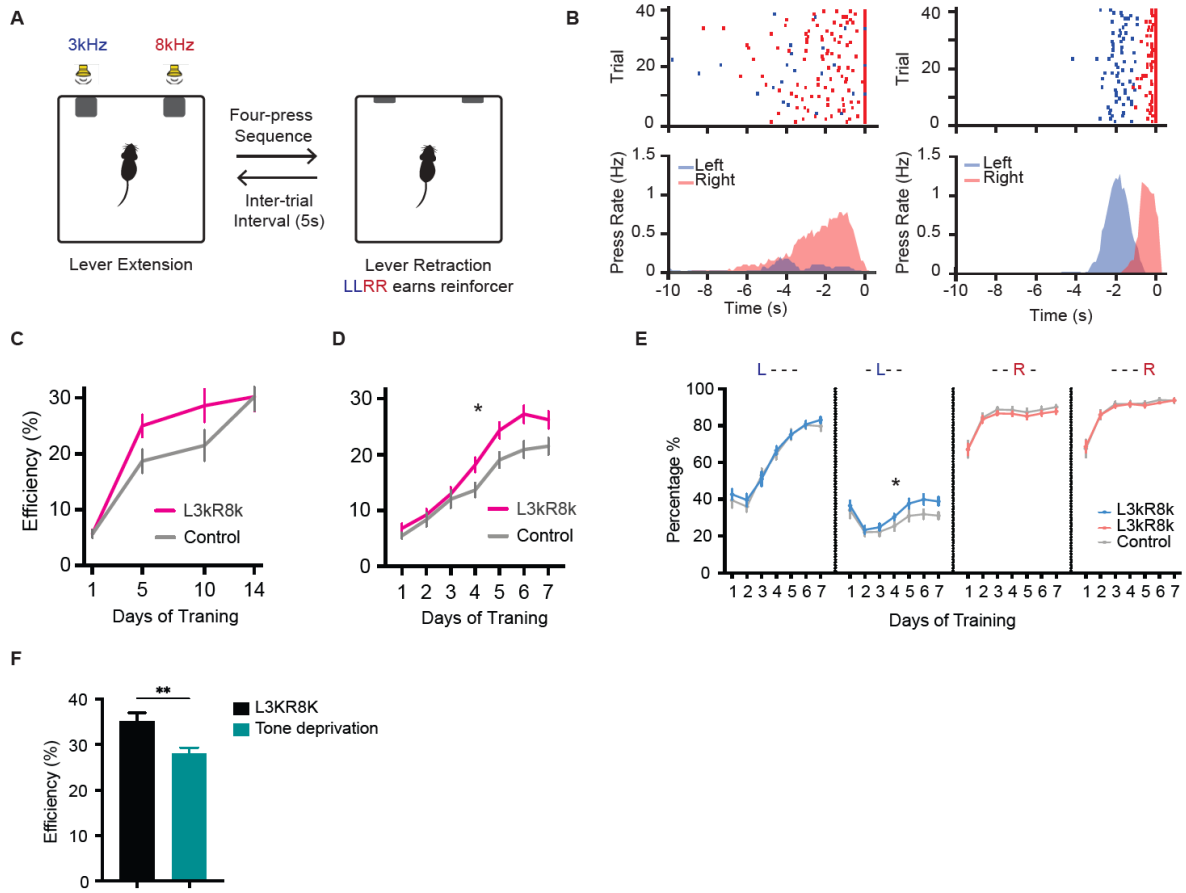 A
3kHz
8kHz
Four-press
Sequence
Inter-trial
Interval (5s)
Lever Extension
Lever Retraction
LLRR earns reinforcer
B
Trial
40
20
0
Trial
40
20
0
Press Rate (Hz)
1.5
1
0.5
0
Left
Right
-10 -8 -6 -4 -2 0
Time (s)
Press Rate (Hz)
1.5
1
0.5
0
Left
Right
-10 -8 -6 -4 -2 0
Time (s)
C
Efficiency (%)
30
20
10
0
L3kR8k
Control
1 5 10 14
Days of Traning
D
30
20
10
0
*
L3kR8k
Control
1 2 3 4 5 6 7
Days of Traning
E
L - - -
- L - -
- - R -
- - - R
Percentage %
100
80
60
40
20
0
*
L3kR8k
L3kR8k
Control
1 2 3 4 5 6 7 1 2 3 4 5 6 7 1 2 3 4 5 6 7 1 2 3 4 5 6 7
Days of Training
F
Efficiency (%)
40
30
20
10
0
**
L3KR8K
Tone deprivation